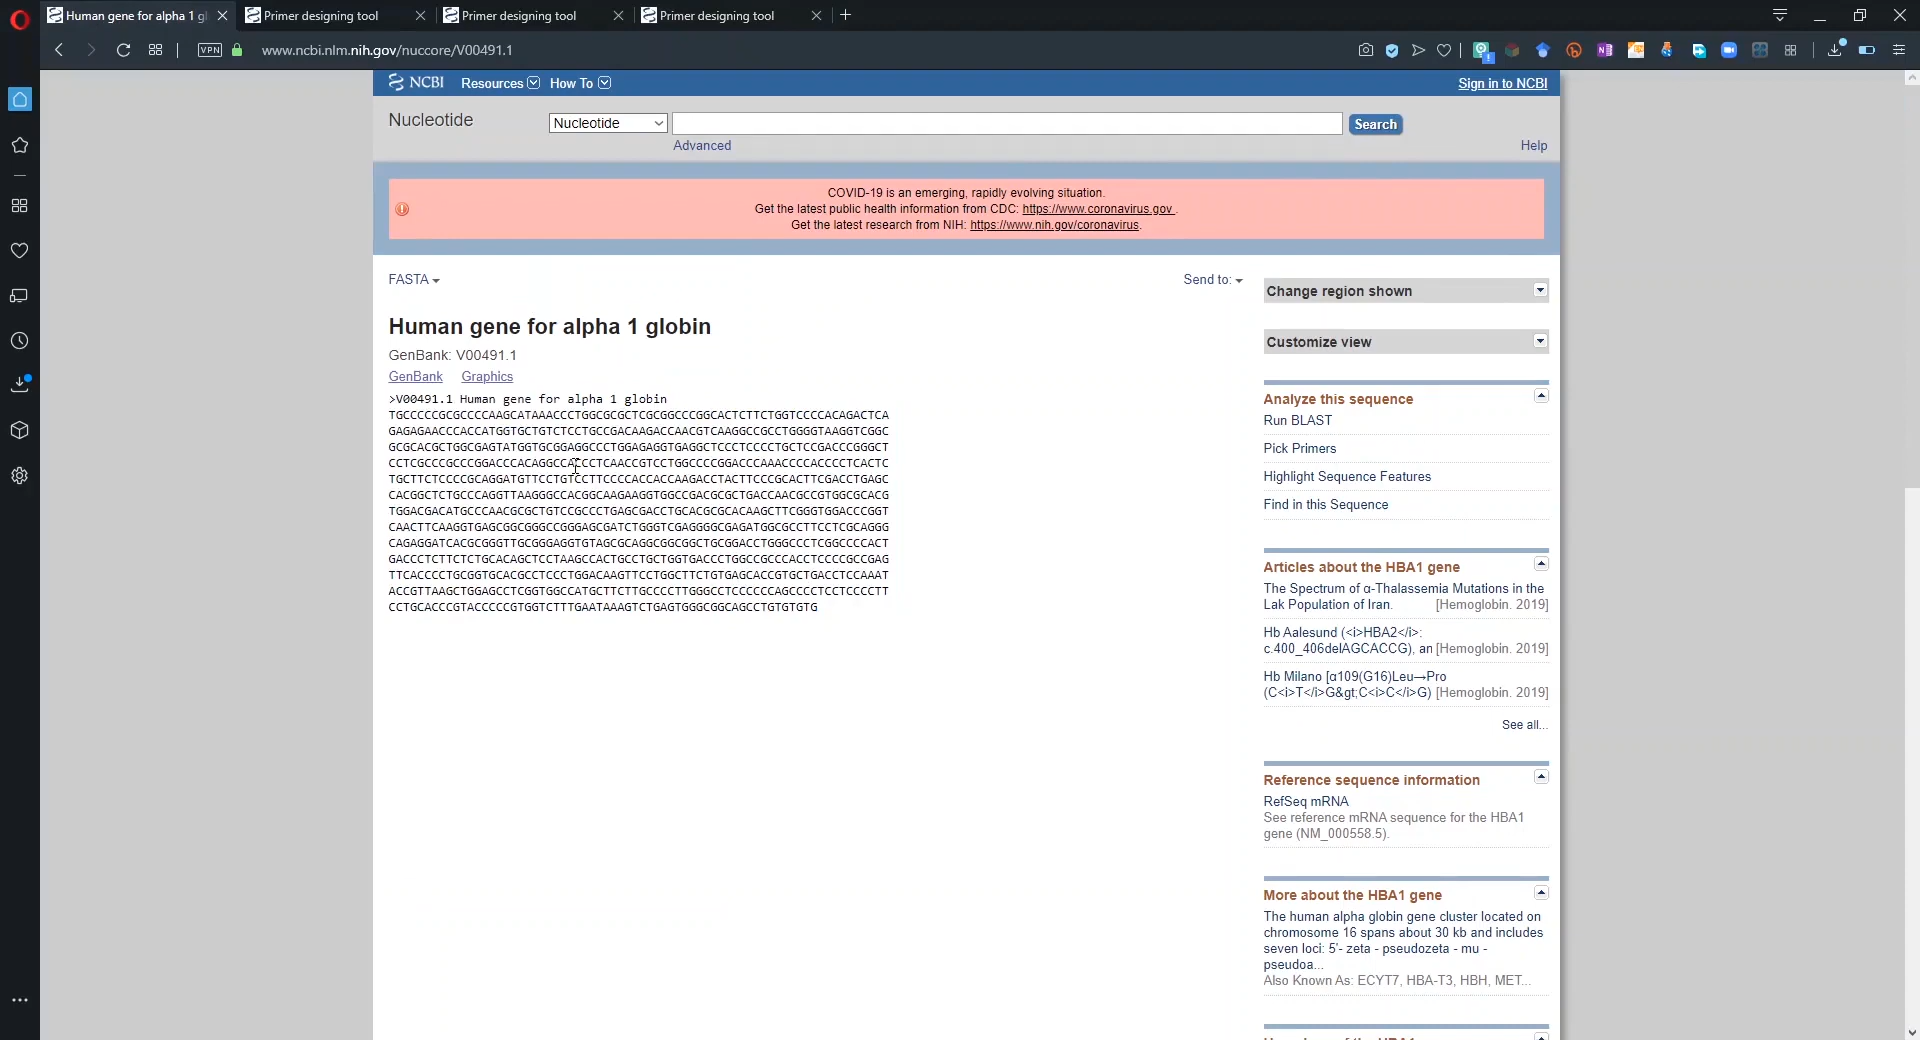 Human gene for alpha 1 gl
Primer designing tool
Primer designing tool
Primer designing tool
VPN
www.ncbi.nlm.nih.gov/nuccore/V00491.1
NCBI
Resources
How To
Sign in to NCBI
Nucleotide
Nucleotide
Search
Advanced
Help
COVID-19 is an emerging, rapidly evolving situation.
Get the latest public health information from CDC: https://www.coronavirus.gov .
Get the latest research from NIH: https://www.nih.gov/coronavirus.
FASTA
Send to:
Human gene for alpha 1 globin
GenBank: V00491.1
GenBank Graphics
>V00491.1 Human gene for alpha 1 globin
TGCCCCCGCGCCCCAAGCATAAACCCTGGCGCGCTCGCGGCCCGGCACTCTTCTGGTCCCCACAGACTCA
GAGAGAACCCACCATGGTGCTGTCTCCTGCCGACAAGACCAACGTCAAGGCCGCCTGGGGTAAGGTCGGC
GCGCACGCTGGCGAGTATGGTGCGGAGGCCCTGGAGAGGTGAGGCTCCCTCCCCTGCTCCGACCCGGGCT
CCTCGCCCGCCCGGACCCACAGGCCACCCTCAACCGTCCTGGCCCCGGACCCAAACCCCACCCCTCACTC
TGCTTCTCCCCGCAGGATGTTCCTGTCCTTCCCCACCACCAAGACCTACTTCCCGCACTTCGACCTGAGC
CACGGCTCTGCCCAGGTTAAGGGCCACGGCAAGAAGGTGGCCGACGCGCTGACCAACGCCGTGGCGCACG
TGGACGACATGCCCAACGCGCTGTCCGCCCTGAGCGACCTGCACGCGCACAAGCTTCGGGTGGACCCGGT
CAACTTCAAGGTGAGCGGCGGGCCGGGAGCGATCTGGGTCGAGGGGCGAGATGGCGCCTTCCTCGCAGGG
CAGAGGATCACGCGGGTTGCGGGAGGTGTAGCGCAGGCGGCGGCTGCGGACCTGGGCCCTCGGCCCCACT
GACCCTCTTCTCTGCACAGCTCCTAAGCCACTGCCTGCTGGTGACCCTGGCCGCCCACCTCCCCGCCGAG
TTCACCCCTGCGGTGCACGCCTCCCTGGACAAGTTCCTGGCTTCTGTGAGCACCGTGCTGACCTCCAAAT
ACCGTTAAGCTGGAGCCTCGGTGGCCATGCTTCTTGCCCCTTGGGCCTCCCCCCAGCCCCTCCTCCCCTT
CCTGCACCCGTACCCCCGTGGTCTTTGAATAAAGTCTGAGTGGGCGGCAGCCTGTGTGTG
Change region shown
Customize view
Analyze this sequence
Run BLAST
Pick Primers
Highlight Sequence Features
Find in this Sequence
Articles about the HBA1 gene
The Spectrum of α-Thalassemia Mutations in the
Lak Population of Iran. [Hemoglobin. 2019]
Hb Aalesund (<i>HBA2</i>:
c.400_406delAGCACCG), an [Hemoglobin. 2019]
Hb Milano [α109(G16)Leu→Pro
(C<i>T</i>G&gt;C<i>C</i>G) [Hemoglobin. 2019]
See all...
Reference sequence information
RefSeq mRNA
See reference mRNA sequence for the HBA1
gene (NM_000558.5).
More about the HBA1 gene
The human alpha globin gene cluster located on
chromosome 16 spans about 30 kb and includes
seven loci: 5'- zeta - pseudozeta - mu -
pseudoa...
Also Known As: ECYT7, HBA-T3, HBH, MET...